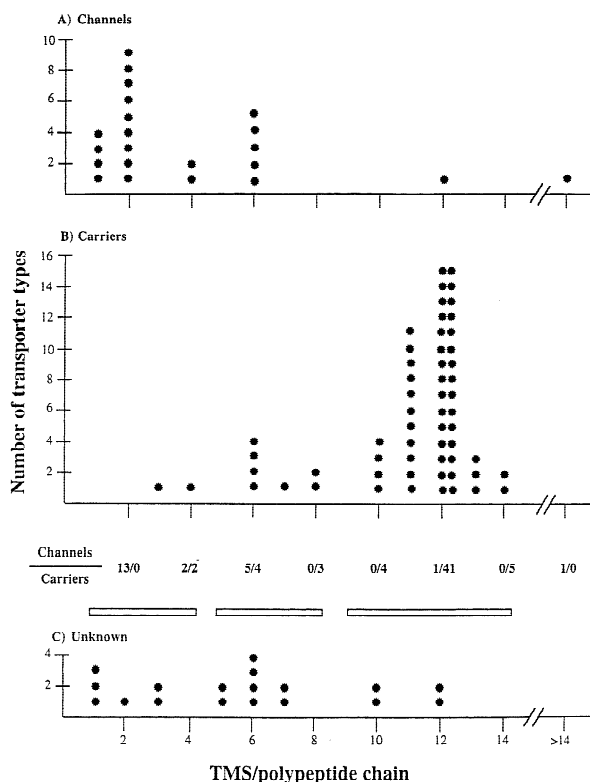 A) Channels
10
8
6
4
2
B) Carriers
16
14
12
10
8
6
4
2
Number of transporter types
Channels 13/0 2/2 5/4 0/3 0/4 1/41 0/5 1/0
Carriers
C) Unknown
4
2
2 4 6 8 10 12 14 >14
TMS/polypeptide chain